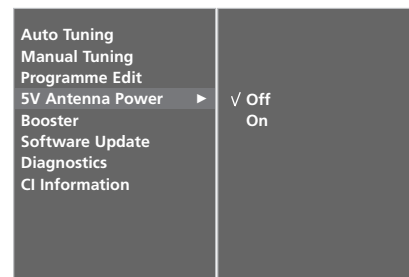 Auto Tuning
Manual Tuning
Programme Edit
5V Antenna Power ►
Booster
Software Update
Diagnostics
CI Information
√ Off
On